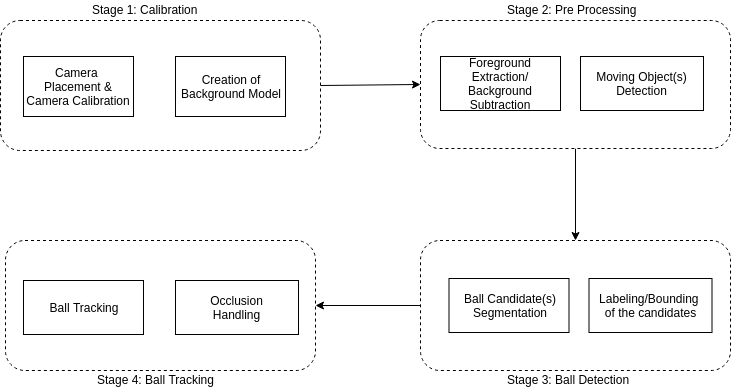 Stage 1: Calibration
Camera
Placement &
Camera Calibration
Creation of
Background Model
Stage 2: Pre Processing
Foreground
Extraction/
Background
Subtraction
Moving Object(s)
Detection
Ball Candidate(s)
Segmentation
Labeling/Bounding
of the candidates
Stage 3: Ball Detection
Ball Tracking
Occlusion
Handling
Stage 4: Ball Tracking